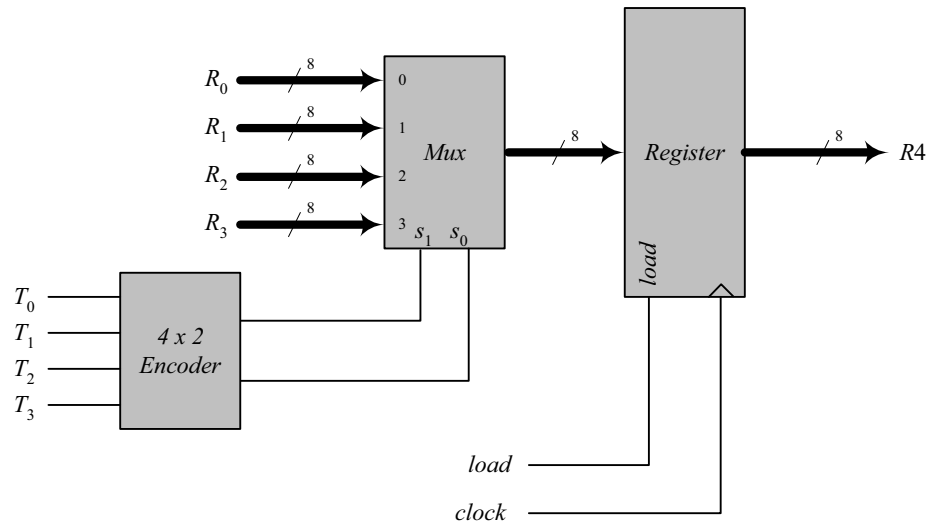 R0
8
0
R1
8
1
R2
8
2
R3
8
3
Mux
s1 s0
8
Register
load
8
R4
T0
T1
T2
T3
4 x 2
Encoder
load
clock